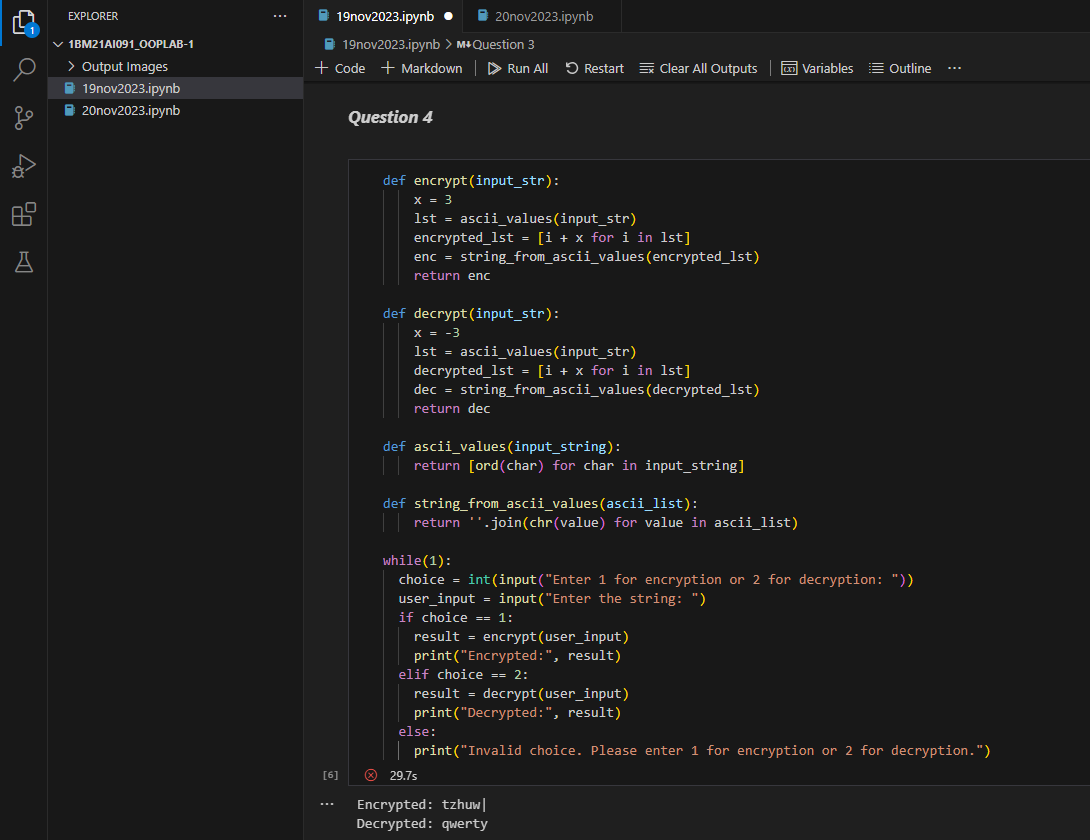 EXPLORER
···
19nov2023.ipynb ●
20nov2023.ipynb
1
1BM21AI091_OOPLAB-1
Output Images
19nov2023.ipynb
20nov2023.ipynb
19nov2023.ipynb > M↓Question 3
+ Code + Markdown | Run All Restart Clear All Outputs | Variables Outline ···
Question 4
def encrypt(input_str):
    x = 3
    lst = ascii_values(input_str)
    encrypted_lst = [i + x for i in lst]
    enc = string_from_ascii_values(encrypted_lst)
    return enc

def decrypt(input_str):
    x = -3
    lst = ascii_values(input_str)
    decrypted_lst = [i + x for i in lst]
    dec = string_from_ascii_values(decrypted_lst)
    return dec

def ascii_values(input_string):
    return [ord(char) for char in input_string]

def string_from_ascii_values(ascii_list):
    return ''.join(chr(value) for value in ascii_list)

while(1):
  choice = int(input("Enter 1 for encryption or 2 for decryption: "))
  user_input = input("Enter the string: ")
  if choice == 1:
    result = encrypt(user_input)
    print("Encrypted:", result)
  elif choice == 2:
    result = decrypt(user_input)
    print("Decrypted:", result)
  else:
    print("Invalid choice. Please enter 1 for encryption or 2 for decryption.")
[6] 29.7s
··· Encrypted: tzhuw|
Decrypted: qwerty